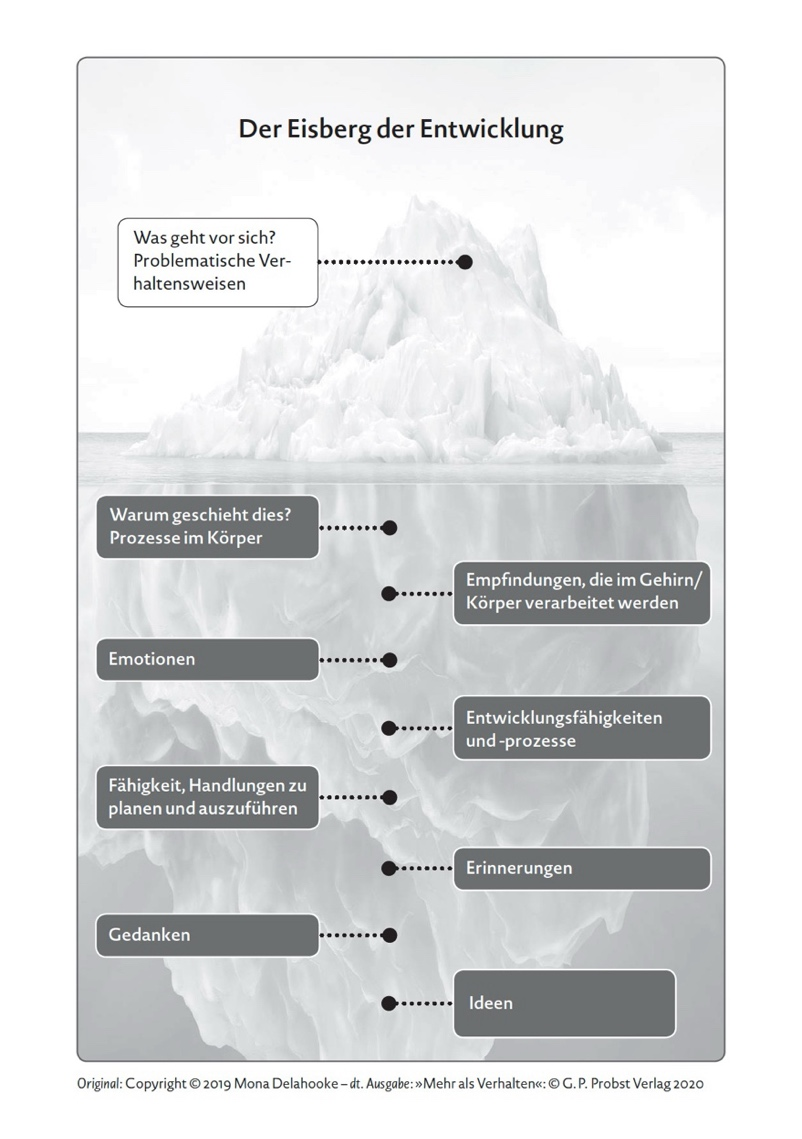 Der Eisberg der Entwicklung
Was geht vor sich?
Problematische Ver-
haltensweisen
Warum geschieht dies?
Prozesse im Körper
Empfindungen, die im Gehirn/
Körper verarbeitet werden
Emotionen
Entwicklungsfähigkeiten
und -prozesse
Fähigkeit, Handlungen zu
planen und auszuführen
Erinnerungen
Gedanken
Ideen
Original: Copyright © 2019 Mona Delahooke – dt. Ausgabe: »Mehr als Verhalten«: © G. P. Probst Verlag 2020